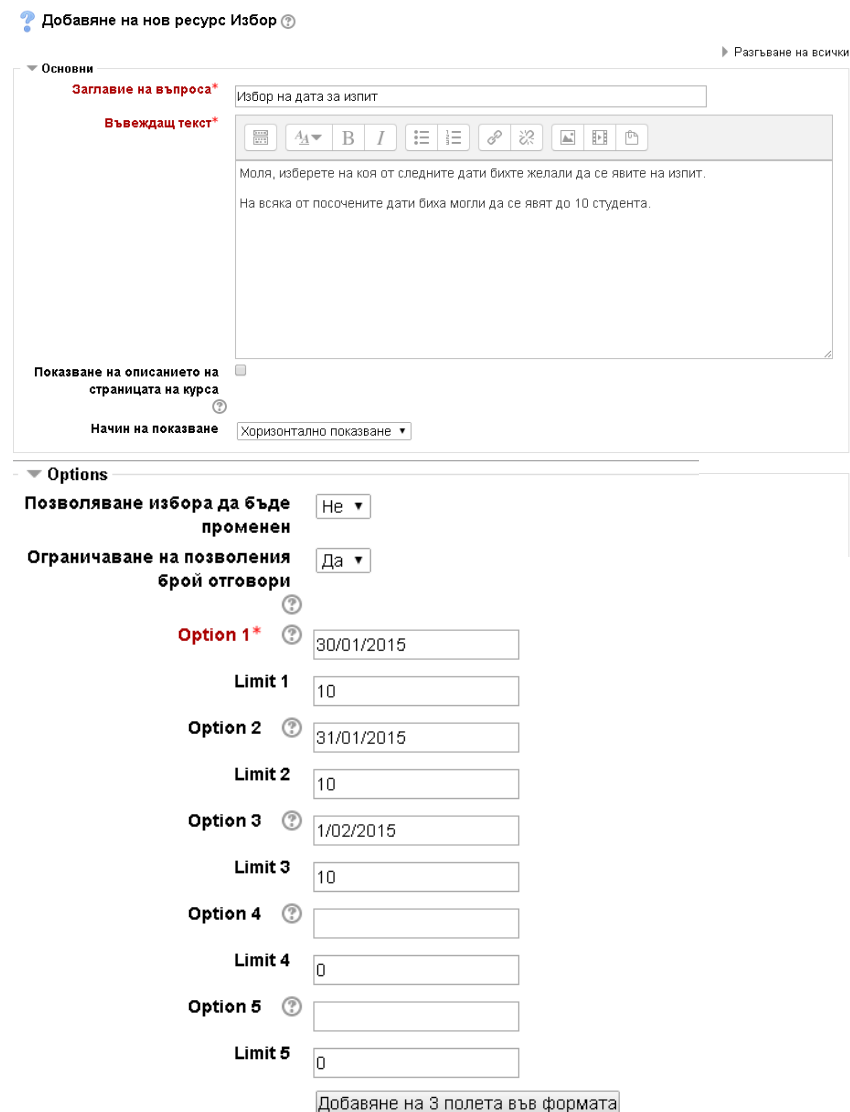 Добавяне на нов ресурс Избор
Разгъване на всички
Основни
Заглавие на въпроса*
Избор на дата за изпит
Въвеждащ текст*
Моля, изберете на коя от следните дати бихте желали да се явите на изпит.
На всяка от посочените дати биха могли да се явят до 10 студента.
Показване на описанието на
страницата на курса
Начин на показване
Хоризонтално показване
Options
Позволяване избора да бъде
променен
Не
Ограничаване на позволения
брой отговори
Да
Option 1*
30/01/2015
Limit 1
10
Option 2
31/01/2015
Limit 2
10
Option 3
1/02/2015
Limit 3
10
Option 4
Limit 4
0
Option 5
Limit 5
0
Добавяне на 3 полета във формата